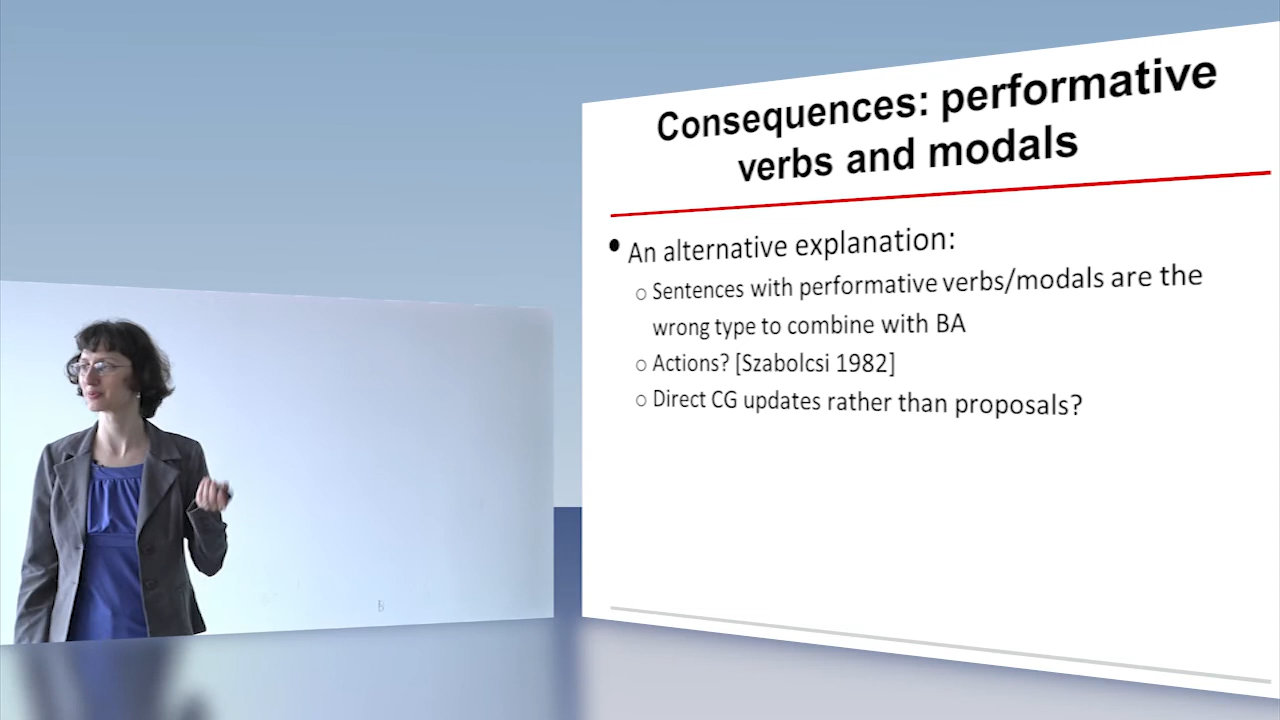 Consequences: performative
verbs and modals
• An alternative explanation:
○ Sentences with performative verbs/modals are the
wrong type to combine with BA
○ Actions? [Szabolcsi 1982]
○ Direct CG updates rather than proposals?